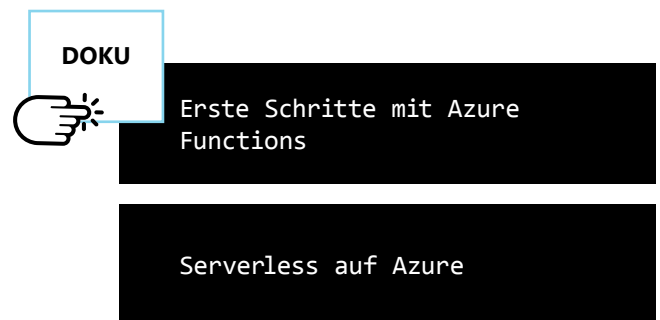 DOKU
Erste Schritte mit Azure
Functions
Serverless auf Azure